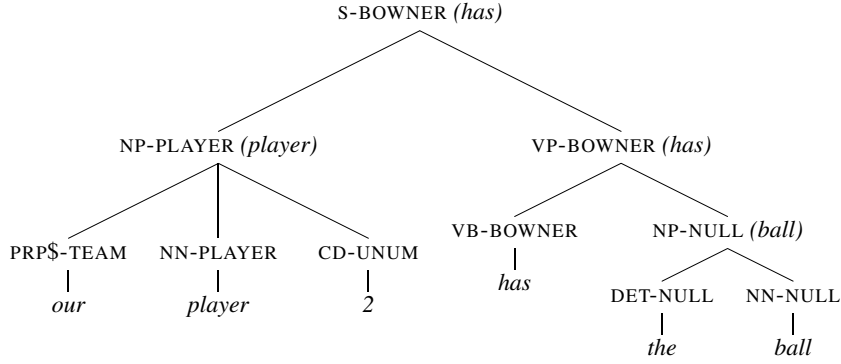 S-BOWNER (has)
NP-PLAYER (player) VP-BOWNER (has)
PRP$-TEAM NN-PLAYER CD-UNUM VB-BOWNER NP-NULL (ball)
our player 2 has DET-NULL NN-NULL
the ball